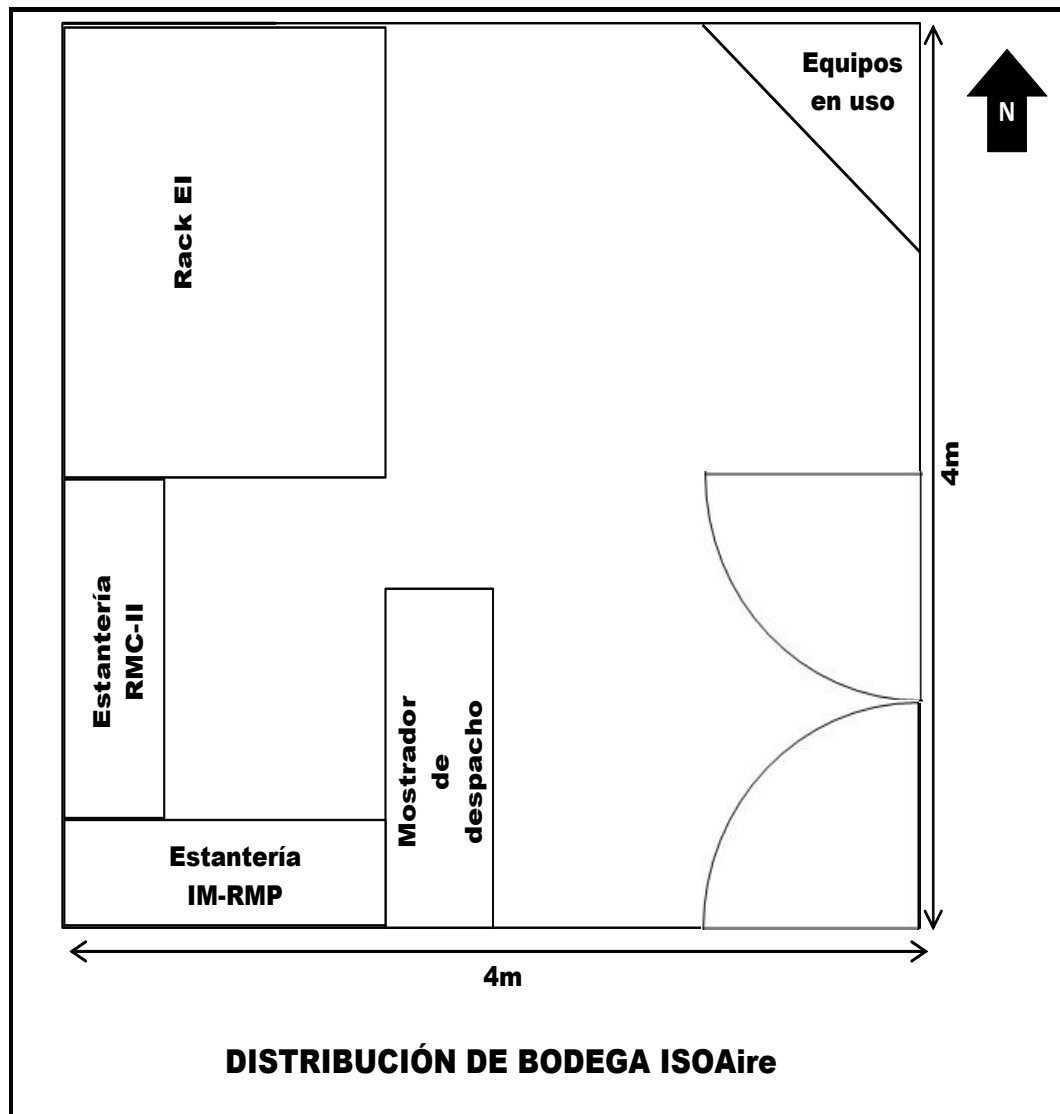 Equipos
en uso
N
Rack EI
4m
Estantería
RMC-II
Mostrador
de
despacho
Estantería
IM-RMP
4m
DISTRIBUCIÓN DE BODEGA ISOAire